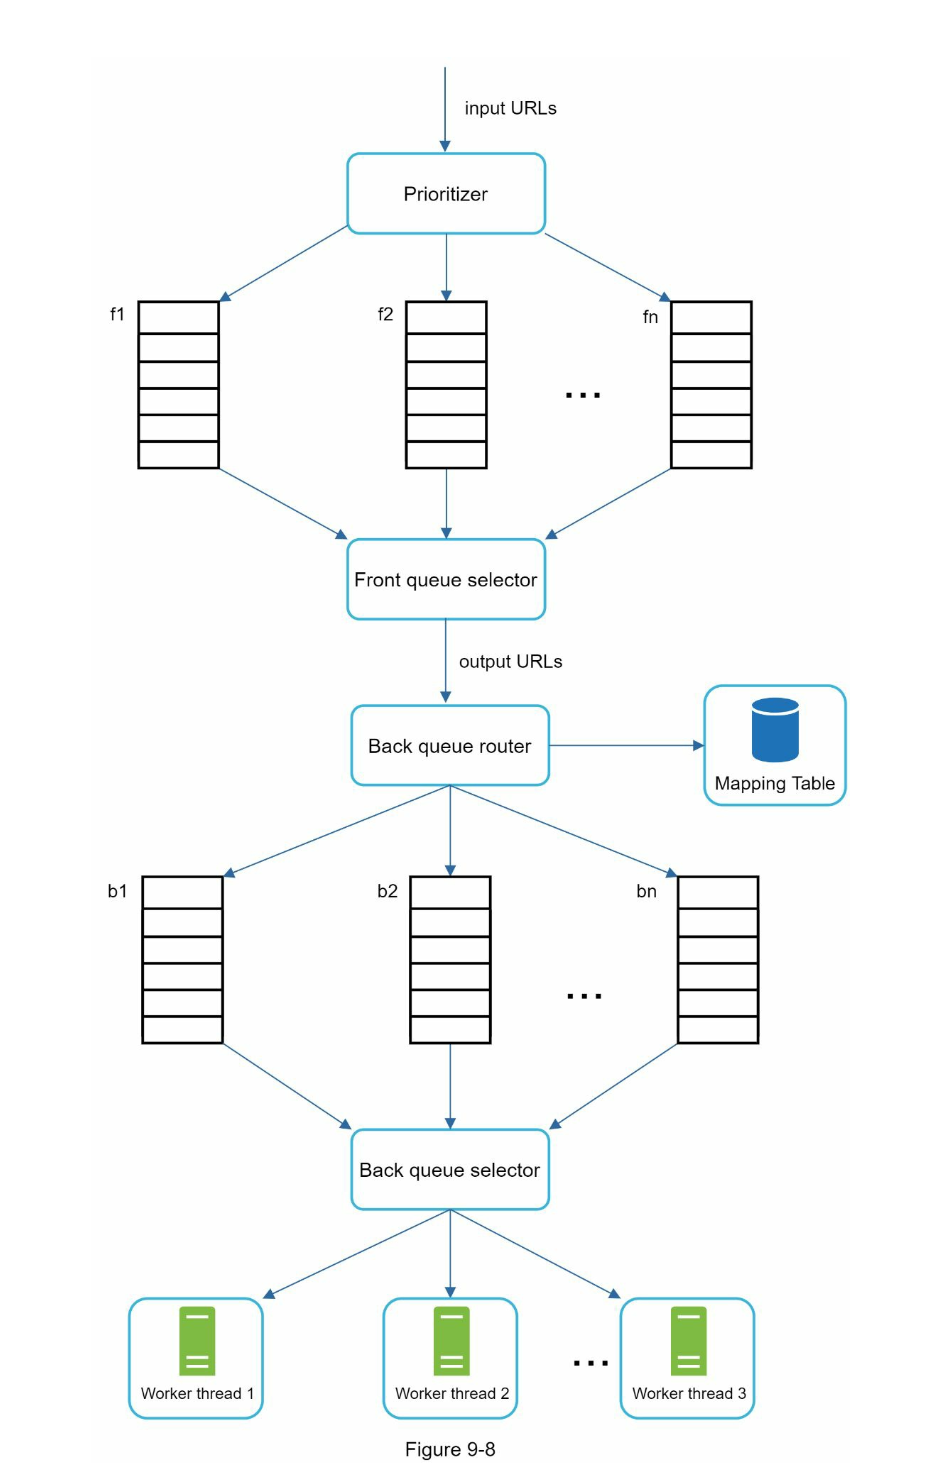 input URLs
Prioritizer
f1
f2
fn
...
Front queue selector
output URLs
Back queue router
Mapping Table
b1
b2
bn
...
Back queue selector
...
Worker thread 1
Worker thread 2
Worker thread 3
Figure 9-8